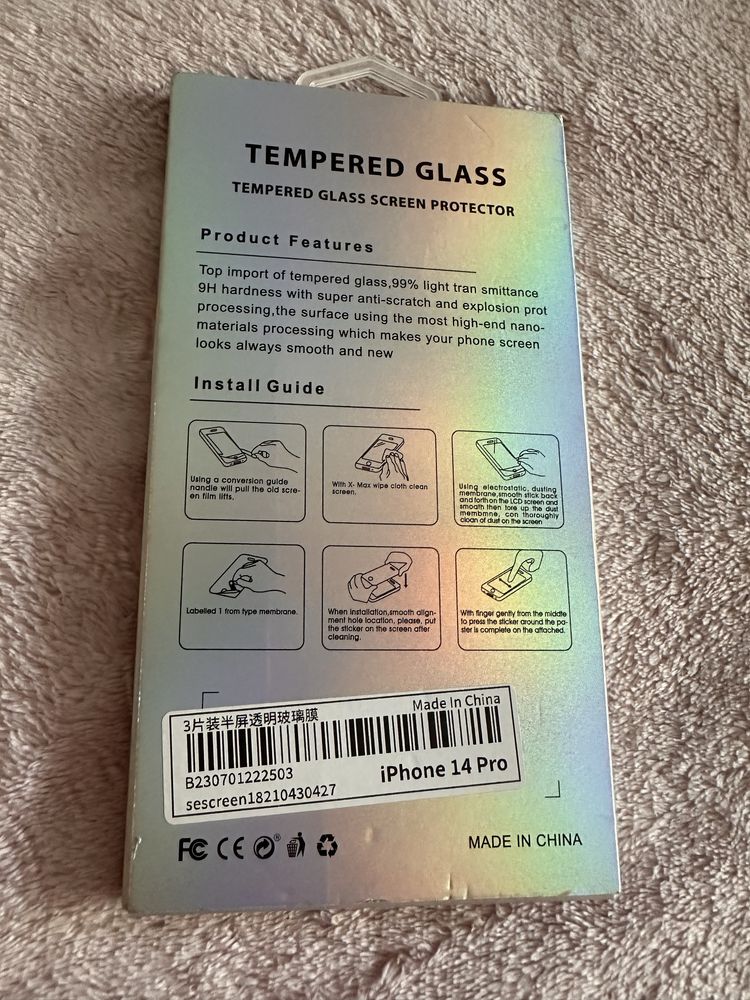 TEMPERED GLASS
TEMPERED GLASS SCREEN PROTECTOR
Product Features
Top import of tempered glass,99% light tran smittance
9H hardness with super anti-scratch and explosion prot
processing,the surface using the most high-end nano-
materials processing which makes your phone screen
looks always smooth and new
Install Guide
Using a conversion guide
nandle will pull the old scre-
en film lifts.
With X- Max wipe cloth clean
screen.
Using electrostatic, dusting
membrane,smooth stick back
and forth on the LCD screen and
smoath then tore up the dust
membmne, con thoroughly
cloan of dust on the screen
Labelled 1 from type membrane.
When installation,smooth align-
ment hole location, please, put
the sticker on the screen after
cleaning.
With finger gently from the middle
to press the sticker around the pa-
ster is complete on the attached.
3片装半屏透明玻璃膜
Made In China
B230701222503
iPhone 14 Pro
sescreen18210430427
FC CE
MADE IN CHINA